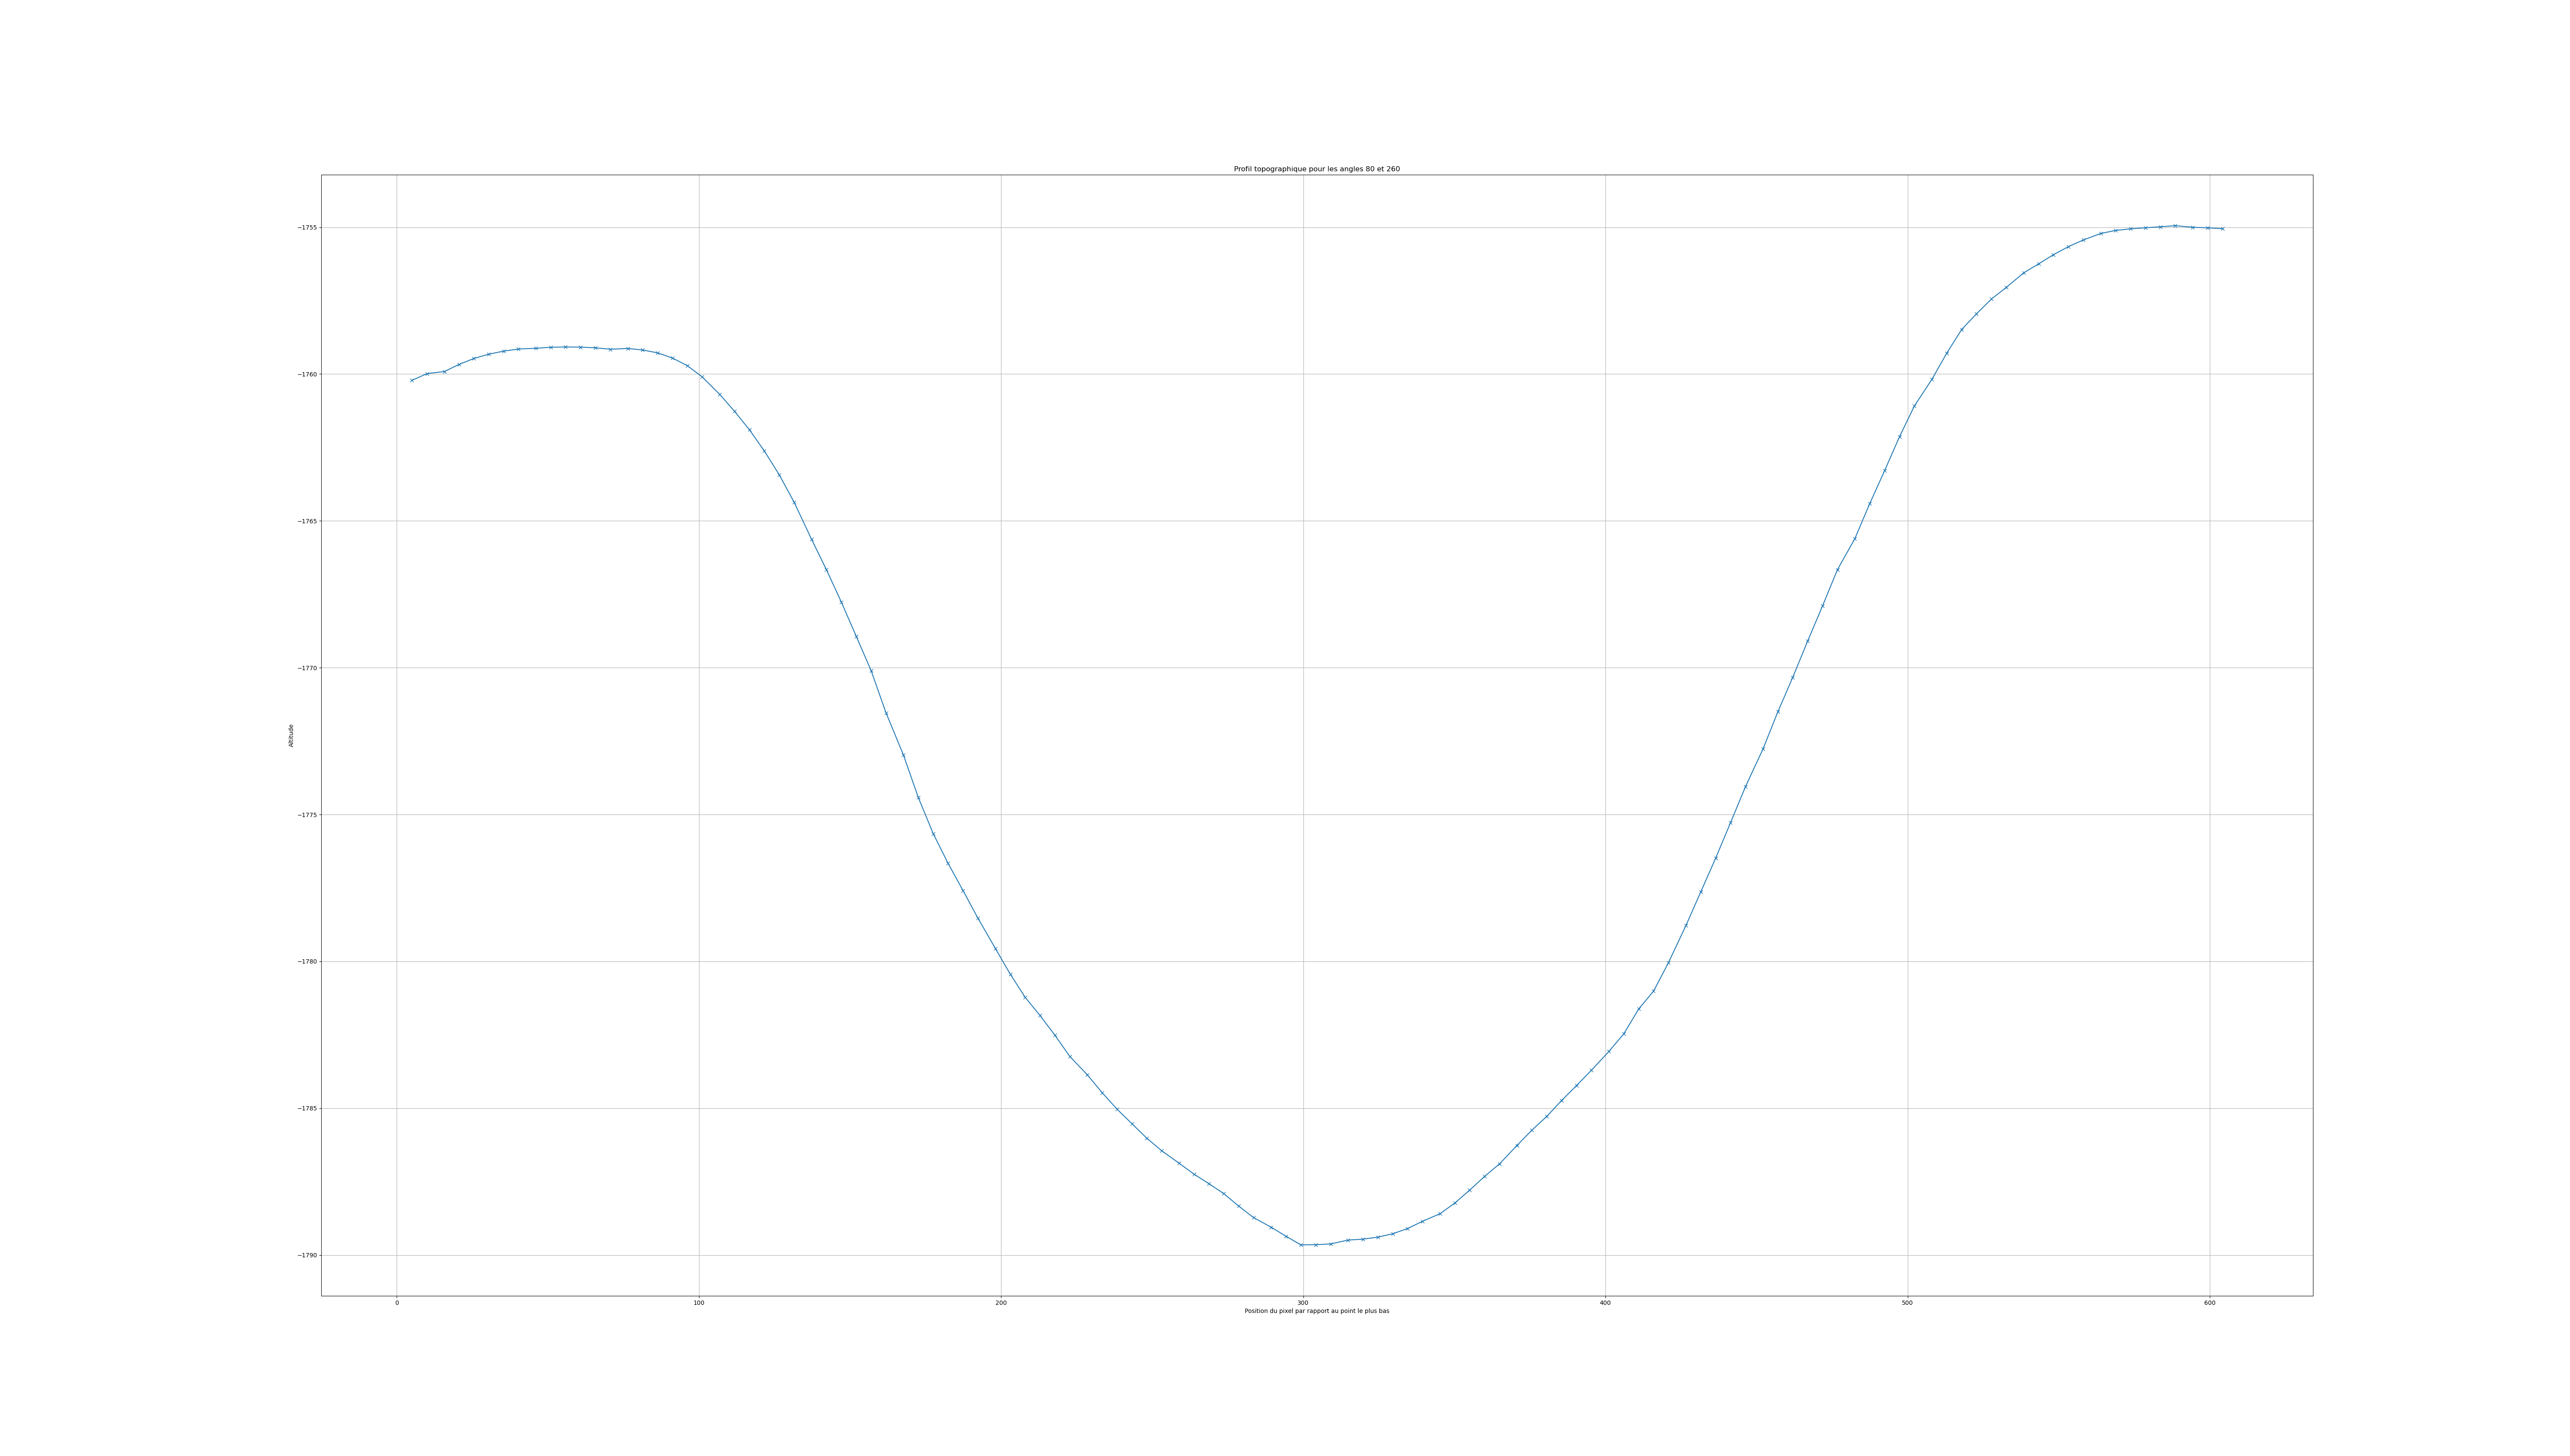 Profil topographique pour les angles 80 et 260
−1755
−1760
−1765
−1770
−1775
−1780
−1785
−1790
Altitude
0 100 200 300 400 500 600
Position du pixel par rapport au point le plus bas